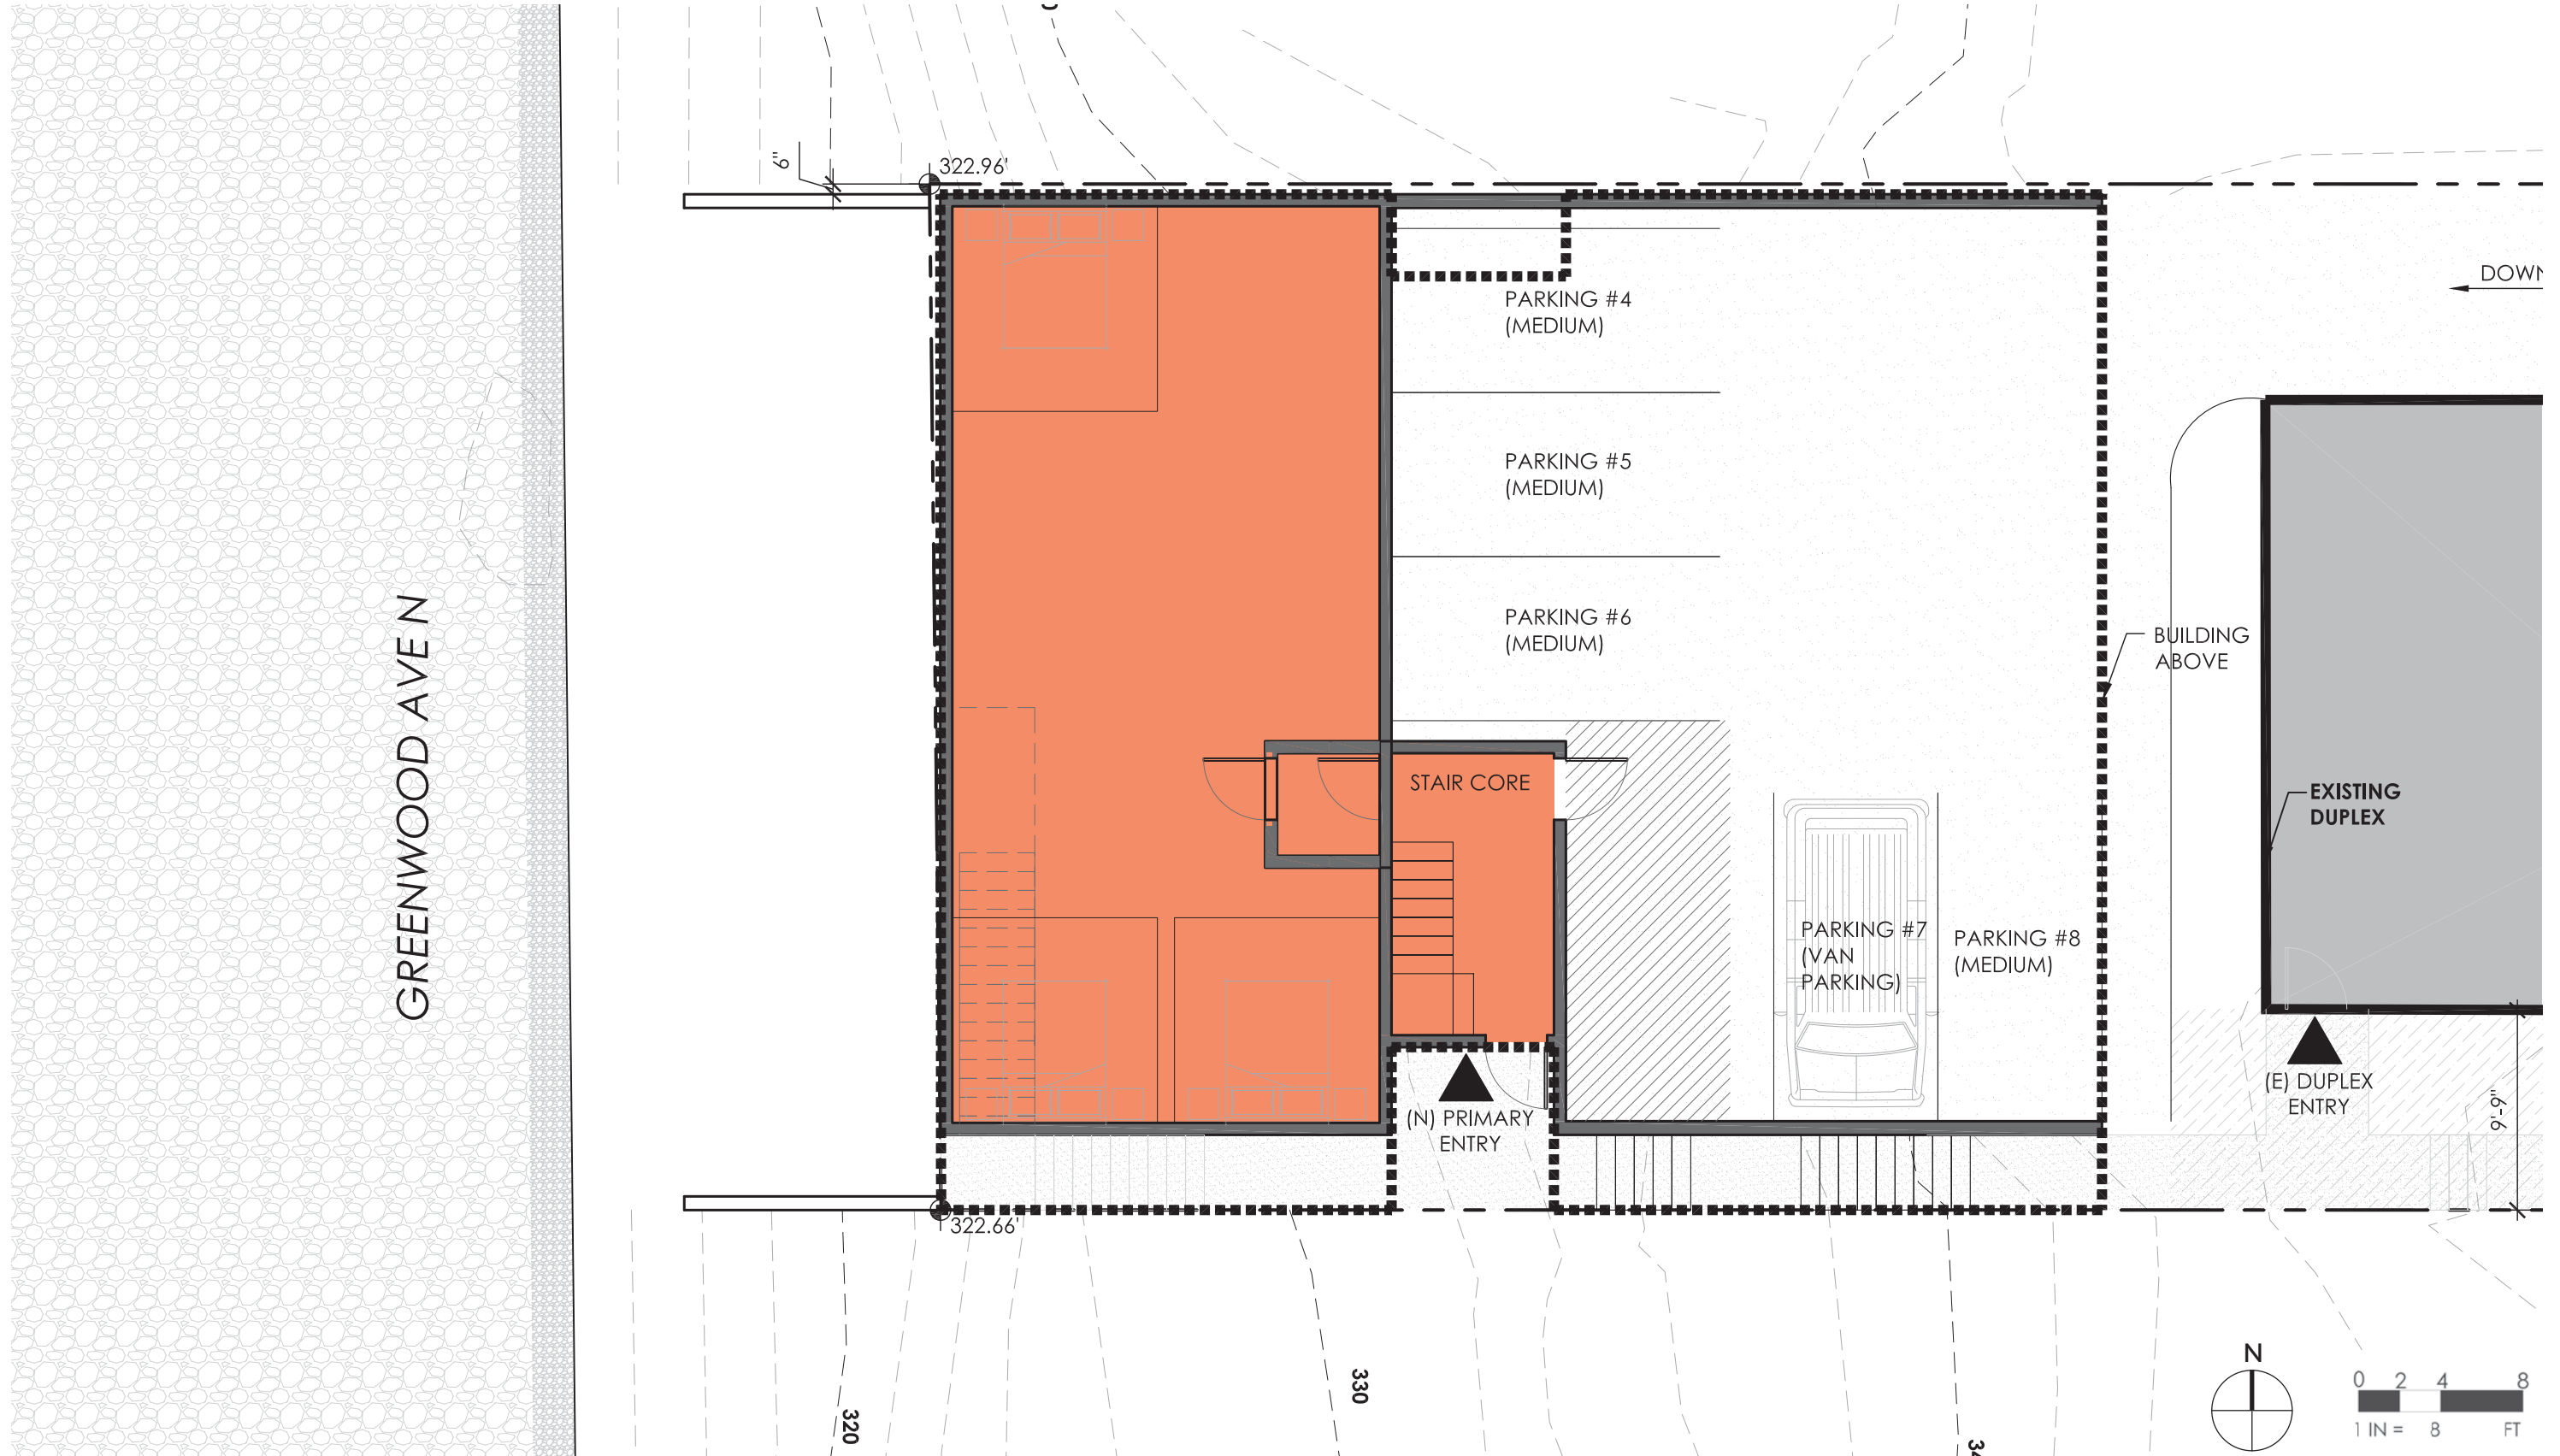 6"
322.96'
DOWN
PARKING #4
(MEDIUM)
PARKING #5
(MEDIUM)
PARKING #6
(MEDIUM)
GREENWOOD AVE N
BUILDING
ABOVE
STAIR CORE
EXISTING
DUPLEX
PARKING #7
(VAN
PARKING)
PARKING #8
(MEDIUM)
(N) PRIMARY
ENTRY
(E) DUPLEX
ENTRY
9'-9"
322.66'
330
320
N
0 2 4 8
1 IN = 8 FT